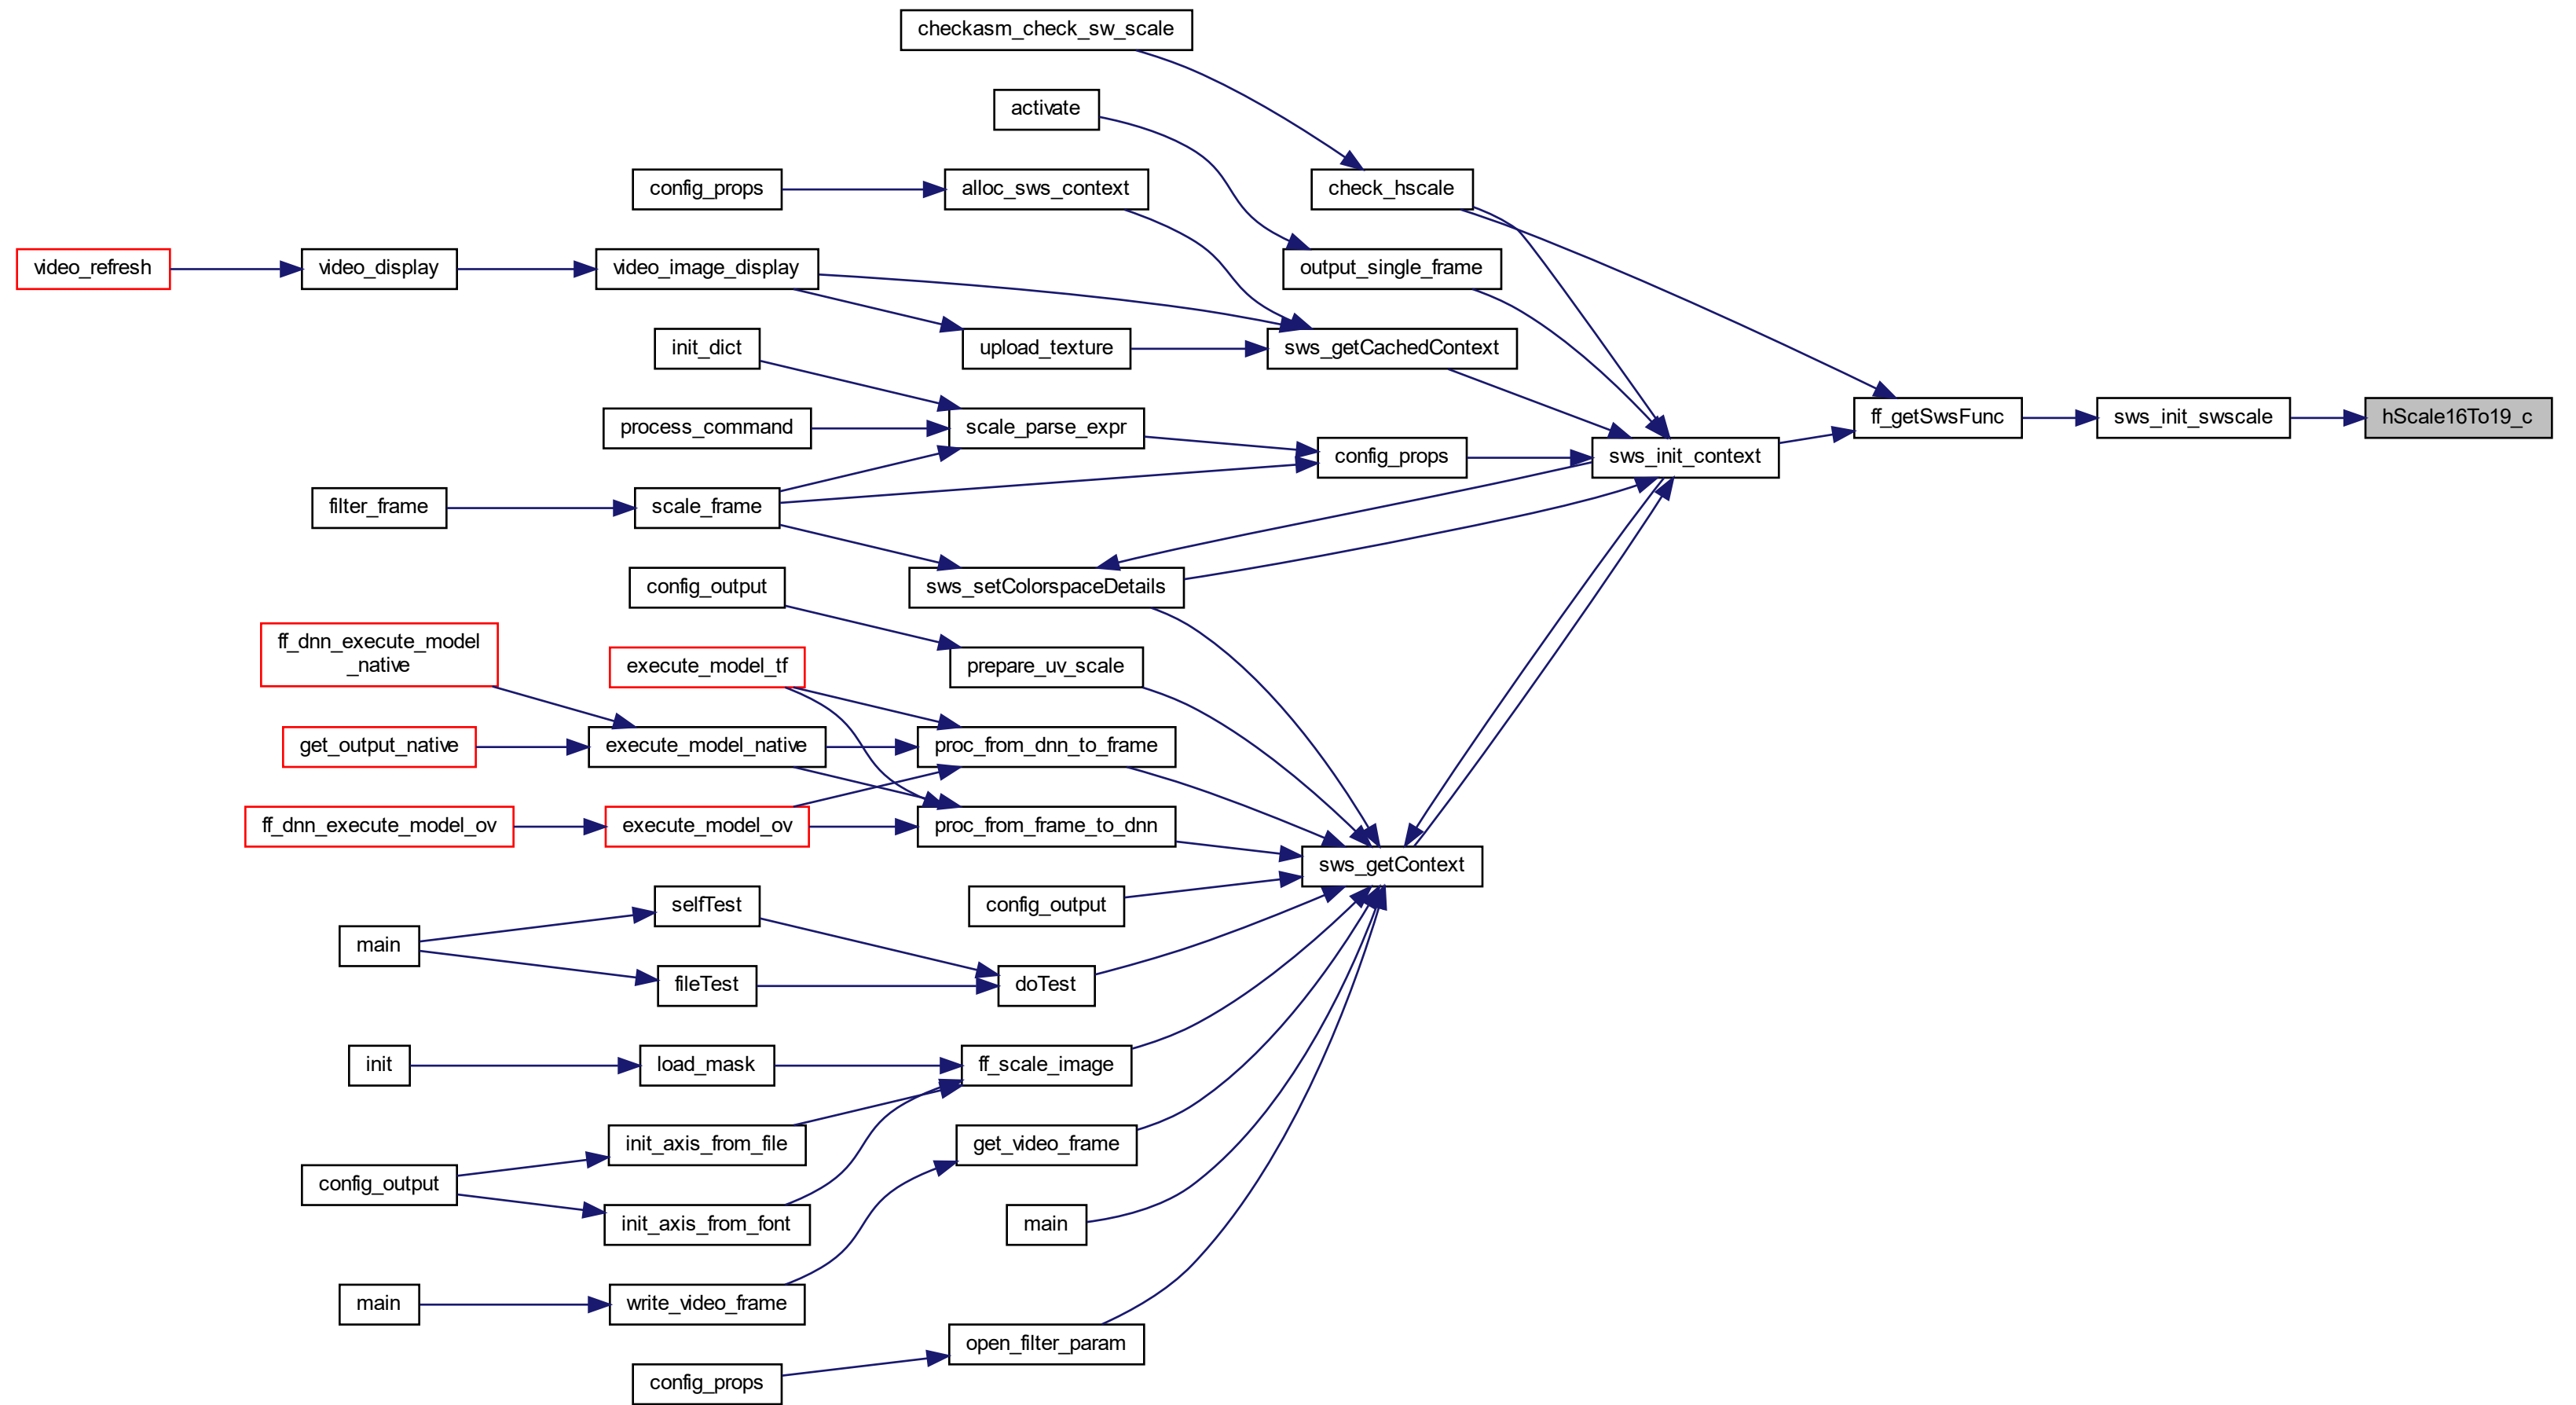 checkasm_check_sw_scale
activate
config_props
alloc_sws_context
check_hscale
video_refresh
video_display
video_image_display
output_single_frame
init_dict
upload_texture
sws_getCachedContext
process_command
scale_parse_expr
config_props
sws_init_context
ff_getSwsFunc
sws_init_swscale
hScale16To19_c
filter_frame
scale_frame
config_output
sws_setColorspaceDetails
ff_dnn_execute_model
_native
execute_model_tf
prepare_uv_scale
get_output_native
execute_model_native
proc_from_dnn_to_frame
ff_dnn_execute_model_ov
execute_model_ov
proc_from_frame_to_dnn
sws_getContext
selfTest
config_output
main
fileTest
doTest
init
load_mask
ff_scale_image
init_axis_from_file
get_video_frame
config_output
init_axis_from_font
main
main
write_video_frame
open_filter_param
config_props